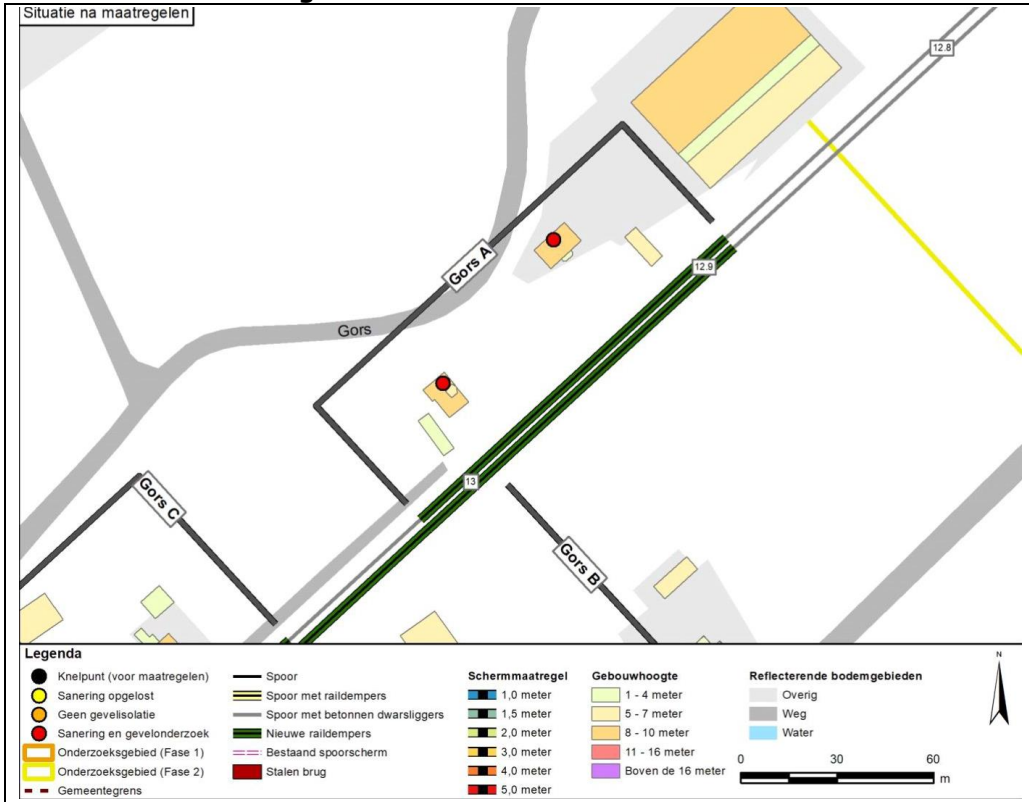 Situatie na maatregelen
12.8
Gors A
12.9
Gors
13
Gors C
Gors B
Legenda
Knelpunt (voor maatregelen)
Sanering opgelost
Geen gevelisolatie
Sanering en gevelonderzoek
Onderzoeksgebied (Fase 1)
Onderzoeksgebied (Fase 2)
Gemeentegrens
Spoor
Spoor met raildempers
Spoor met betonnen dwarsliggers
Nieuwe raildempers
Bestaand spoorscherm
Stalen brug
Schermmaatregel
1,0 meter
1,5 meter
2,0 meter
3,0 meter
4,0 meter
5,0 meter
Gebouwhoogte
1 - 4 meter
5 - 7 meter
8 - 10 meter
11 - 16 meter
Boven de 16 meter
Reflecterende bodemgebieden
Overig
Weg
Water
N
0 30 60
m